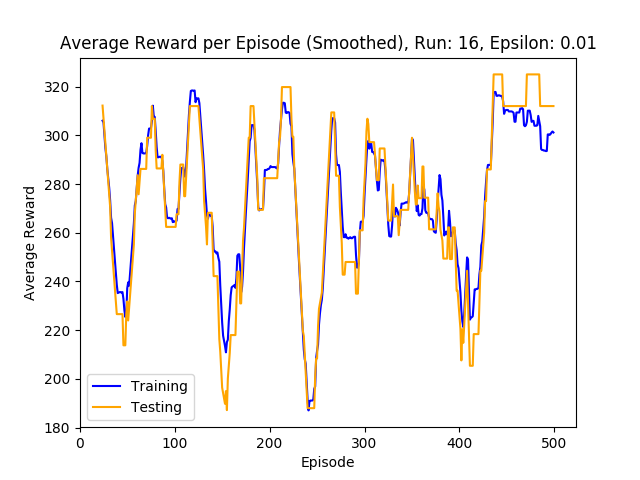 Average Reward per Episode (Smoothed), Run: 16, Epsilon: 0.01
Average Reward
320
300
280
260
240
220
200
180
Training
Testing
0
100
200
300
400
500
Episode